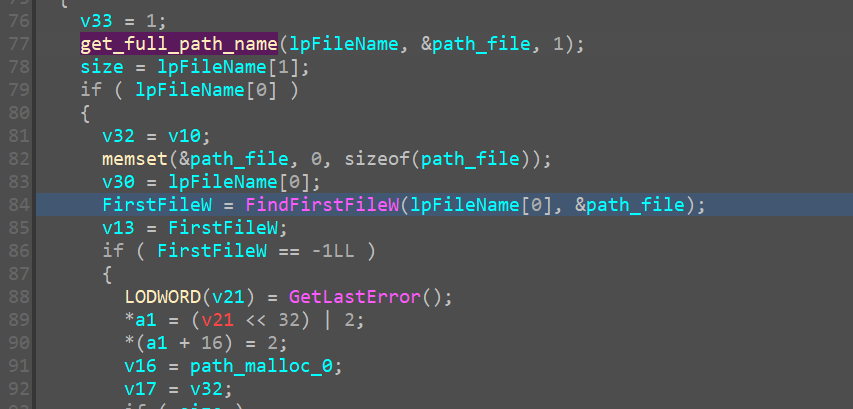 {
76 v33 = 1;
77 get_full_path_name(lpFileName, &path_file, 1);
78 size = lpFileName[1];
79 if ( lpFileName[0] )
80 {
81 v32 = v10;
82 memset(&path_file, 0, sizeof(path_file));
83 v30 = lpFileName[0];
84 FirstFileW = FindFirstFileW(lpFileName[0], &path_file);
85 v13 = FirstFileW;
86 if ( FirstFileW == -1LL )
87 {
88 LODWORD(v21) = GetLastError();
89 *a1 = (v21 << 32) | 2;
90 *(a1 + 16) = 2;
91 v16 = path_malloc_0;
92 v17 = v32;